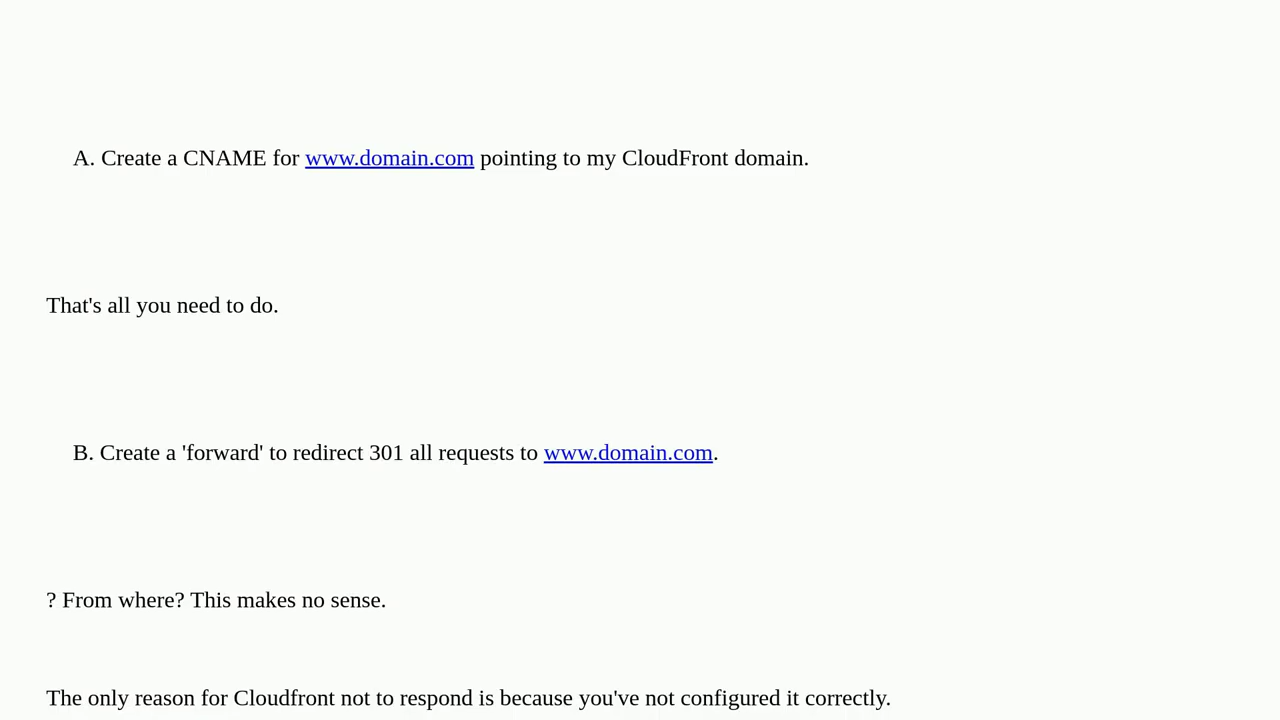 A. Create a CNAME for www.domain.com pointing to my CloudFront domain.
That's all you need to do.
B. Create a 'forward' to redirect 301 all requests to www.domain.com.
? From where? This makes no sense.
The only reason for Cloudfront not to respond is because you've not configured it correctly.